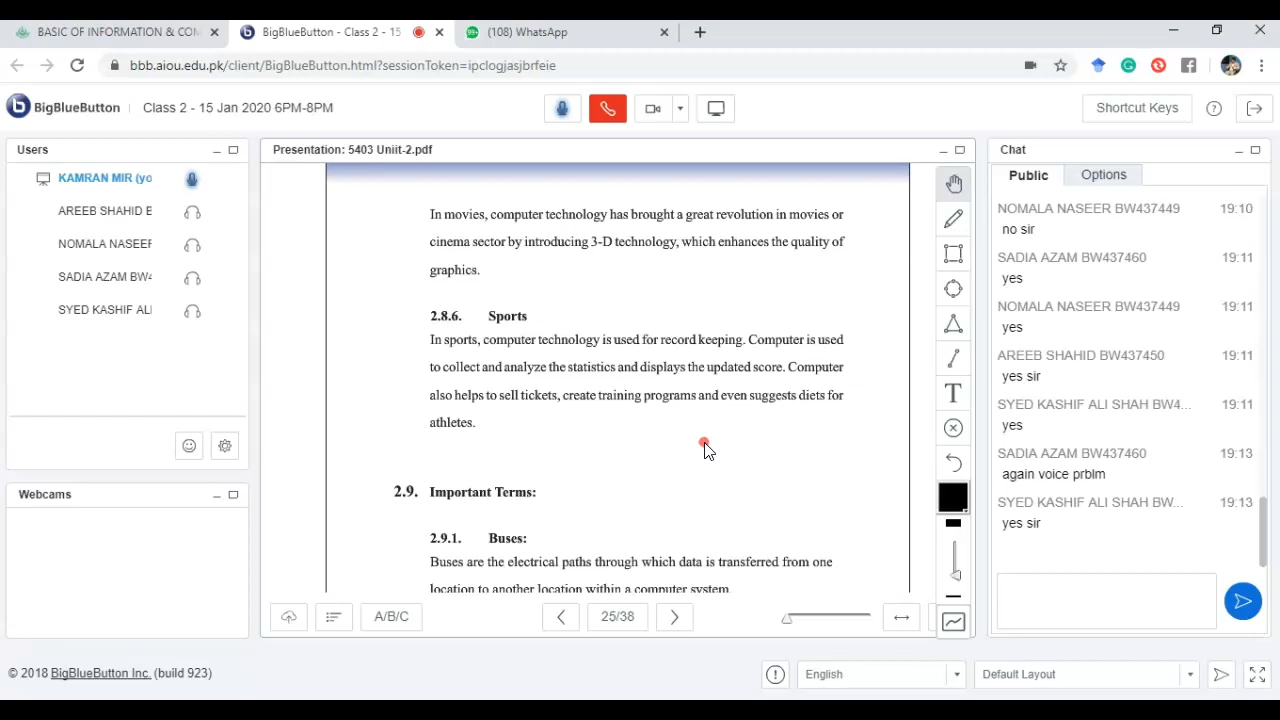 BASIC OF INFORMATION & COM
BigBlueButton - Class 2 - 15
99+
(108) WhatsApp
bbb.aiou.edu.pk/client/BigBlueButton.html?sessionToken=ipclogjasjbrfeie
BigBlueButton
Class 2 - 15 Jan 2020 6PM-8PM
Shortcut Keys
Users
KAMRAN MIR (yo
AREEB SHAHID B
NOMALA NASEEF
SADIA AZAM BW4
SYED KASHIF ALI
Webcams
Presentation: 5403 Uniit-2.pdf
In movies, computer technology has brought a great revolution in movies or
cinema sector by introducing 3-D technology, which enhances the quality of
graphics.
2.8.6. Sports
In sports, computer technology is used for record keeping. Computer is used
to collect and analyze the statistics and displays the updated score. Computer
also helps to sell tickets, create training programs and even suggests diets for
athletes.
2.9. Important Terms:
2.9.1. Buses:
Buses are the electrical paths through which data is transferred from one
location to another location within a computer system.
T
A/B/C
25/38
Chat
Public
Options
NOMALA NASEER BW437449 19:10
no sir
SADIA AZAM BW437460 19:11
yes
NOMALA NASEER BW437449 19:11
yes
AREEB SHAHID BW437450 19:11
yes sir
SYED KASHIF ALI SHAH BW4... 19:11
yes
SADIA AZAM BW437460 19:13
again voice prblm
SYED KASHIF ALI SHAH BW... 19:13
yes sir
© 2018 BigBlueButton Inc. (build 923)
English
Default Layout